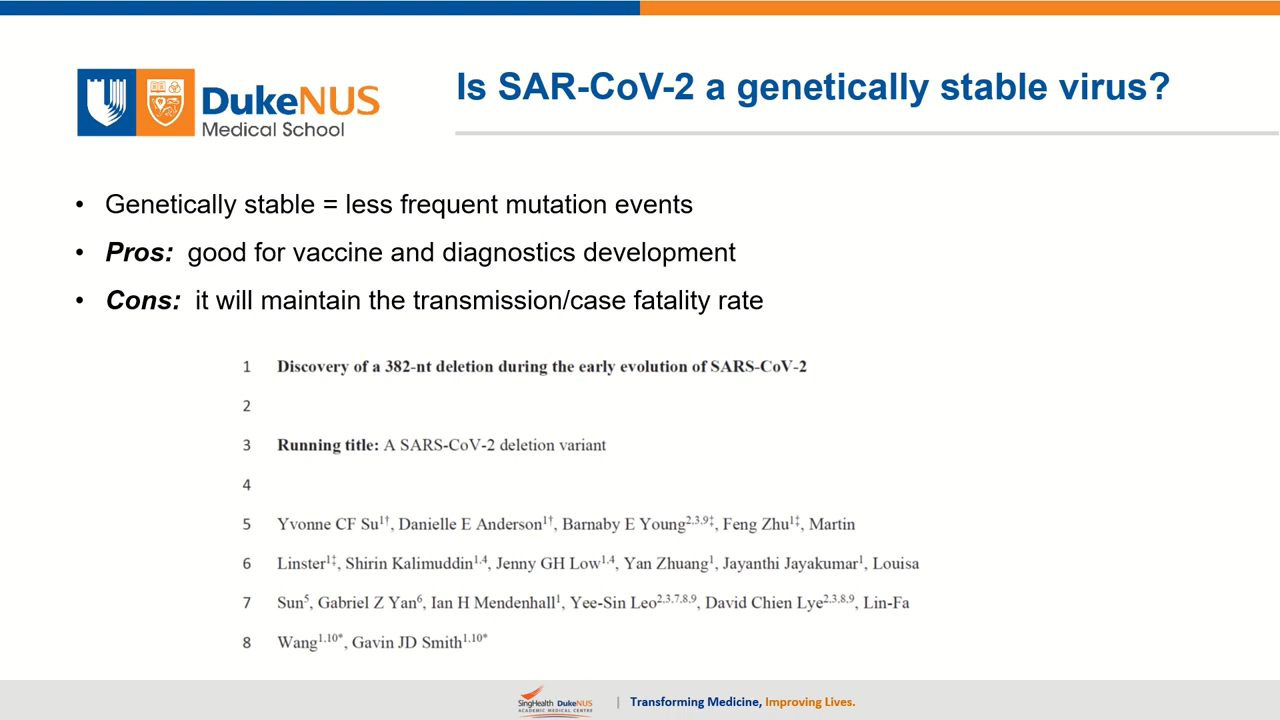 DukeNUS
Medical School
Is SAR-CoV-2 a genetically stable virus?
• Genetically stable = less frequent mutation events
• Pros: good for vaccine and diagnostics development
• Cons: it will maintain the transmission/case fatality rate
1 Discovery of a 382-nt deletion during the early evolution of SARS-CoV-2
2
3 Running title: A SARS-CoV-2 deletion variant
4
5 Yvonne CF Su1†, Danielle E Anderson1†, Barnaby E Young2,3,9‡, Feng Zhu1‡, Martin
6 Linster1‡, Shirin Kalimuddin1,4, Jenny GH Low1,4, Yan Zhuang1, Jayanthi Jayakumar1, Louisa
7 Sun5, Gabriel Z Yan6, Ian H Mendenhall1, Yee-Sin Leo2,3,7,8,9, David Chien Lye2,3,8,9, Lin-Fa
8 Wang1,10*, Gavin JD Smith1,10*
SingHealth DukeNUS
ACADEMIC MEDICAL CENTRE
| Transforming Medicine, Improving Lives.